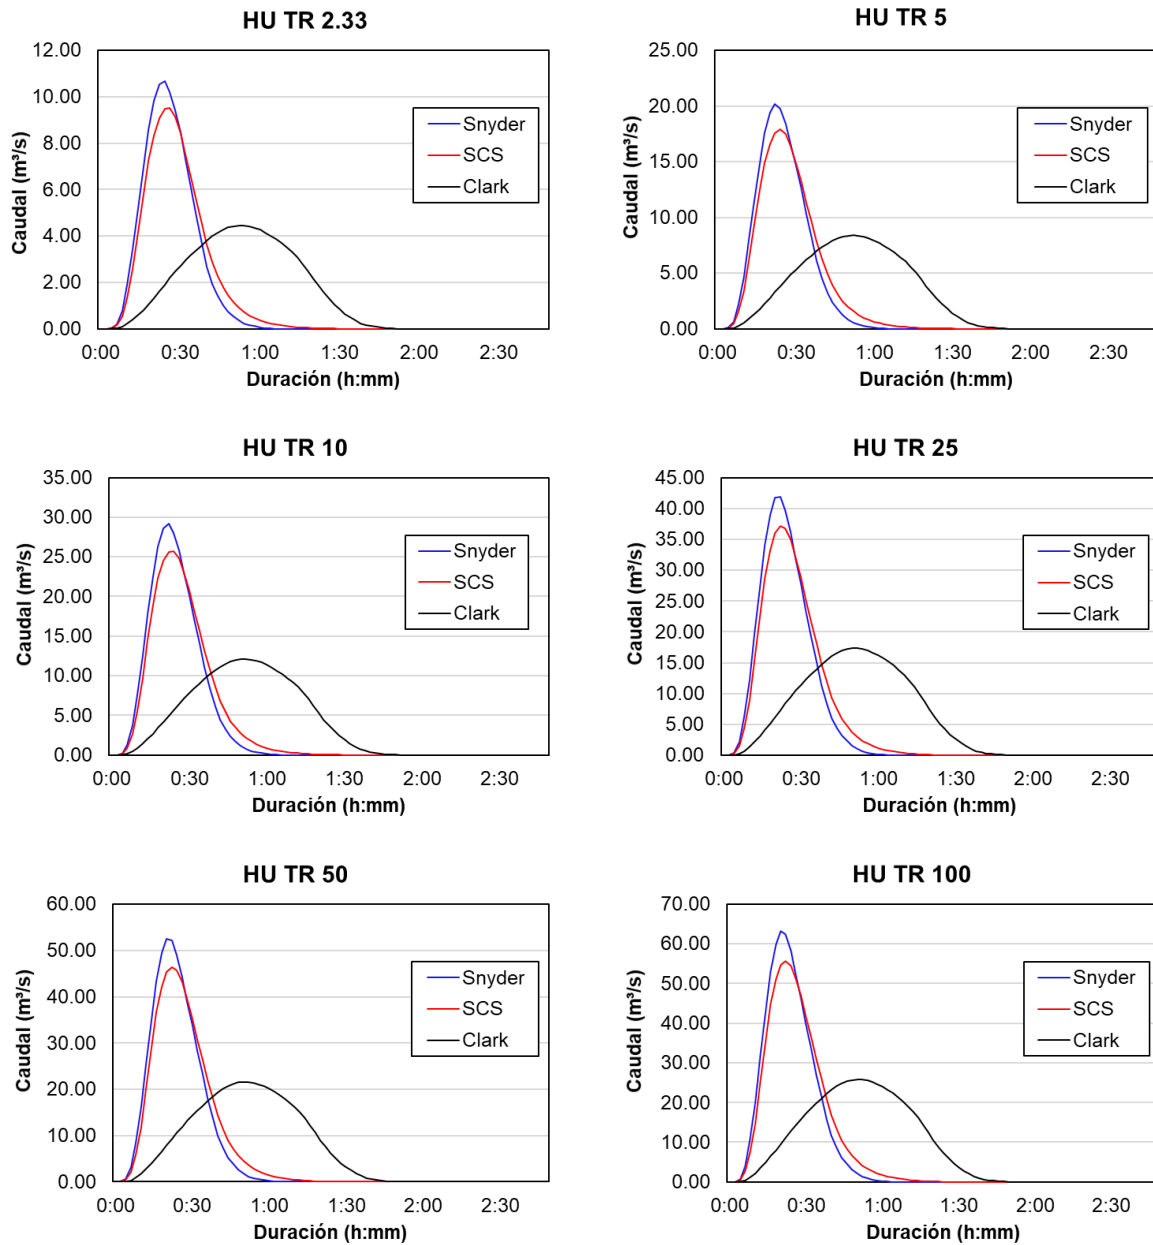 HU TR 2.33
12.00
10.00
8.00
6.00
4.00
2.00
0.00
Caudal (m³/s)
Snyder
SCS
Clark
0:00 0:30 1:00 1:30 2:00 2:30
Duración (h:mm)
HU TR 5
25.00
20.00
15.00
10.00
5.00
0.00
Caudal (m³/s)
Snyder
SCS
Clark
0:00 0:30 1:00 1:30 2:00 2:30
Duración (h:mm)
HU TR 10
35.00
30.00
25.00
20.00
15.00
10.00
5.00
0.00
Caudal (m³/s)
Snyder
SCS
Clark
0:00 0:30 1:00 1:30 2:00 2:30
Duración (h:mm)
HU TR 25
45.00
40.00
35.00
30.00
25.00
20.00
15.00
10.00
5.00
0.00
Caudal (m³/s)
Snyder
SCS
Clark
0:00 0:30 1:00 1:30 2:00 2:30
Duración (h:mm)
HU TR 50
60.00
50.00
40.00
30.00
20.00
10.00
0.00
Caudal (m³/s)
Snyder
SCS
Clark
0:00 0:30 1:00 1:30 2:00 2:30
Duración (h:mm)
HU TR 100
70.00
60.00
50.00
40.00
30.00
20.00
10.00
0.00
Caudal (m³/s)
Snyder
SCS
Clark
0:00 0:30 1:00 1:30 2:00 2:30
Duración (h:mm)